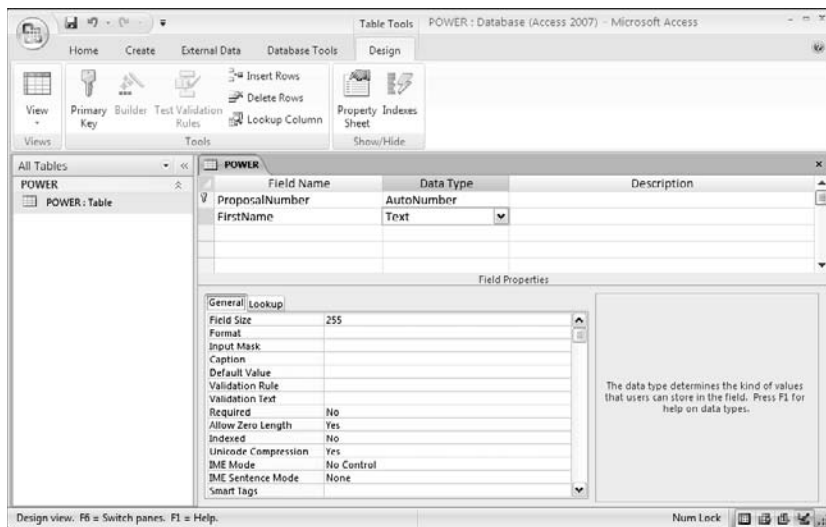 Table Tools
POWER : Database (Access 2007) - Microsoft Access
Home Create External Data Database Tools Design
View
Primary Key
Builder
Test Validation Rules
Insert Rows
Delete Rows
Lookup Column
Property Sheet
Indexes
Views Tools Show/Hide
All Tables
POWER
POWER : Table
POWER
Field Name Data Type Description
ProposalNumber AutoNumber
FirstName Text
Field Properties
General Lookup
Field Size 255
Format
Input Mask
Caption
Default Value
Validation Rule
Validation Text
Required No
Allow Zero Length Yes
Indexed No
Unicode Compression Yes
IME Mode No Control
IME Sentence Mode None
Smart Tags
The data type determines the kind of values
that users can store in the field. Press F1 for
help on data types.
Design view. F6 = Switch panes. F1 = Help.
Num Lock